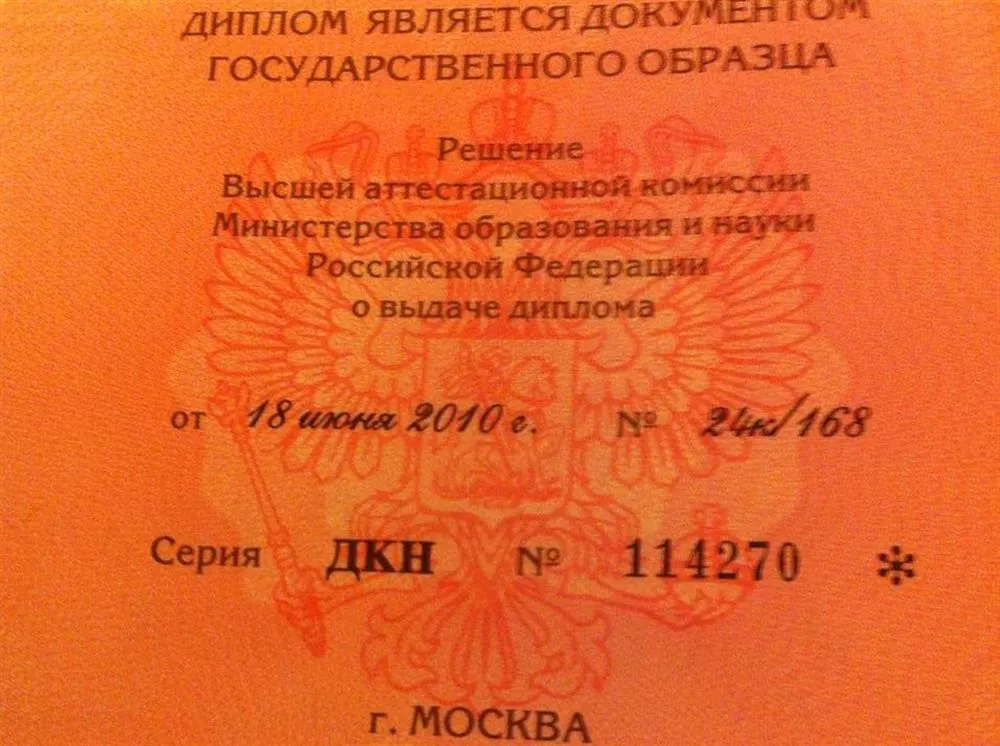 ДИПЛОМ ЯВЛЯЕТСЯ ДОКУМЕНТОМ
ГОСУДАРСТВЕННОГО ОБРАЗЦА
Решение
Высшей аттестационной комиссии
Министерства образования и науки
Российской Федерации
о выдаче диплома
от 18 июня 2010 г. № 24к/168
Серия ДКН № 114270 *
г. МОСКВА